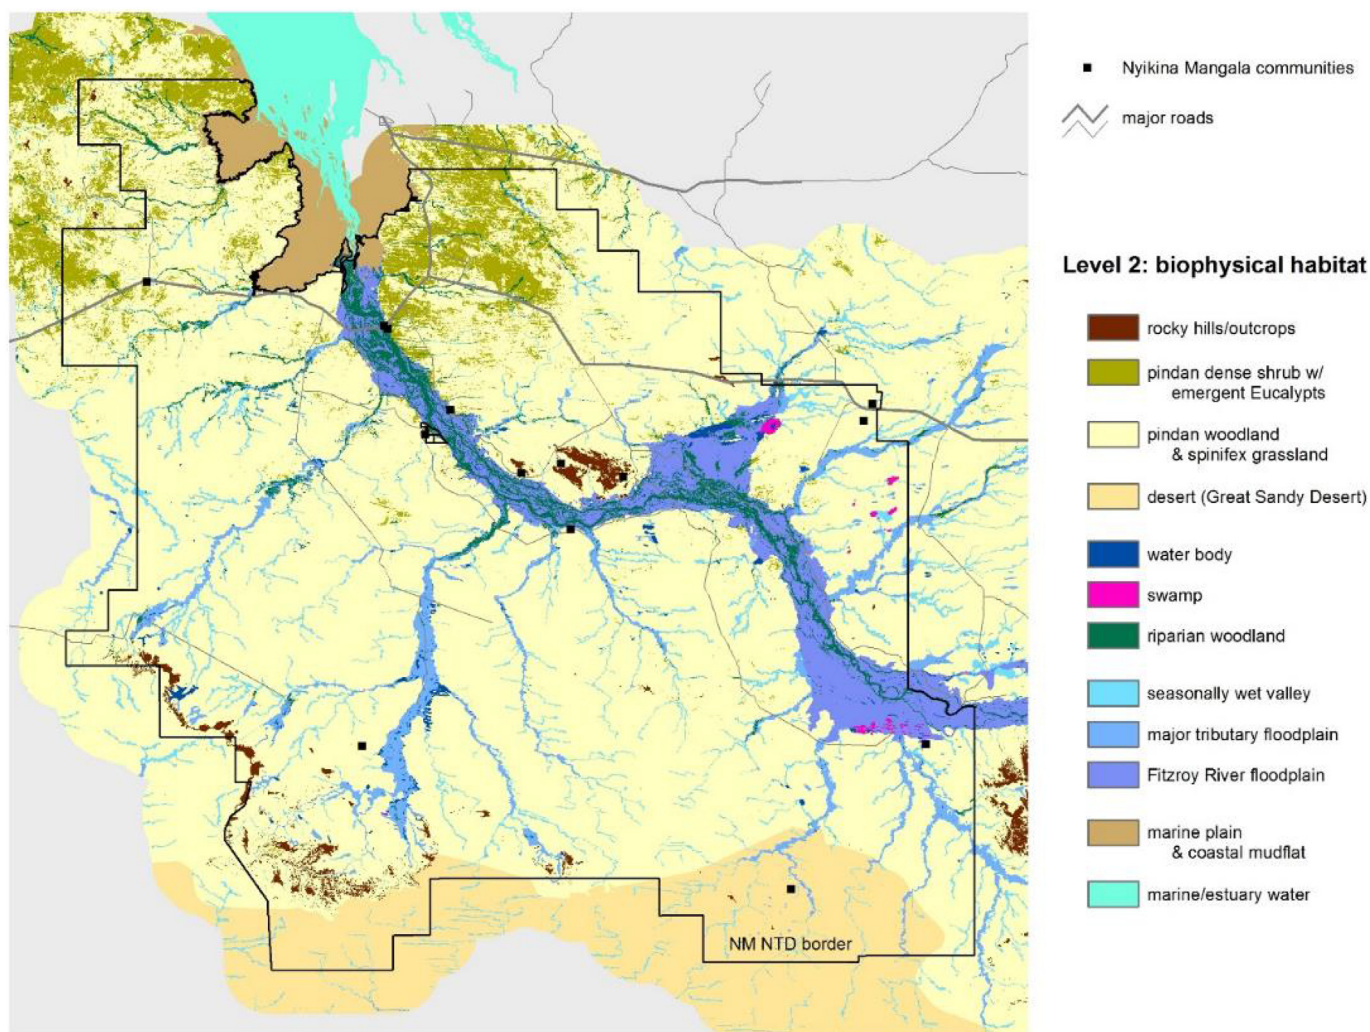 Nyikina Mangala communities
major roads
Level 2: biophysical habitat
rocky hills/outcrops
pindan dense shrub w/
emergent Eucalypts
pindan woodland
& spinifex grassland
desert (Great Sandy Desert)
water body
swamp
riparian woodland
seasonally wet valley
major tributary floodplain
Fitzroy River floodplain
marine plain
& coastal mudflat
marine/estuary water
NM NTD border